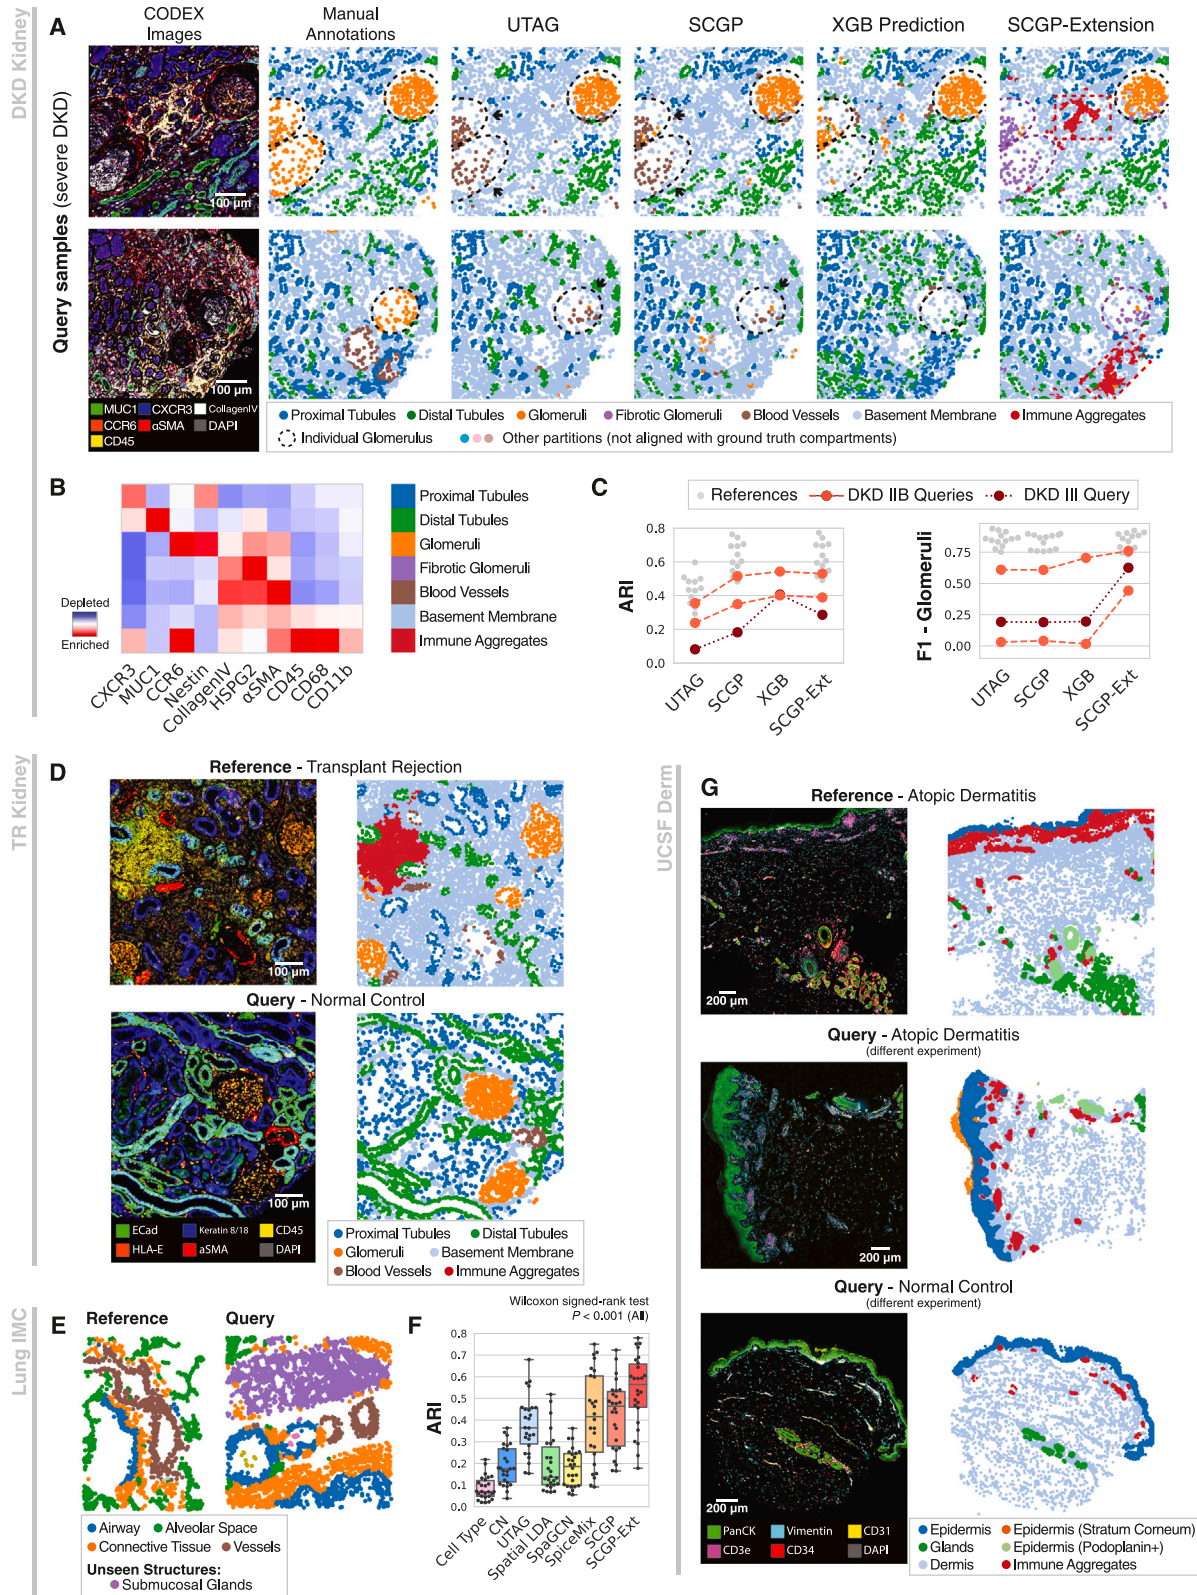 DKD Kidney
A
CODEX
Images
Manual
Annotations
UTAG
SCGP
XGB Prediction
SCGP-Extension
Query samples (severe DKD)
100 µm
100 µm
MUC1 CXCR3 CollagenIV
CCR6 αSMA DAPI
CD45
Proximal Tubules Distal Tubules Glomeruli Fibrotic Glomeruli Blood Vessels Basement Membrane Immune Aggregates
Individual Glomerulus Other partitions (not aligned with ground truth compartments)
B
Depleted
Enriched
CXCR3
MUC1
CCR6
Nestin
CollagenIV
HSPG2
αSMA
CD45
CD68
CD11b
Proximal Tubules
Distal Tubules
Glomeruli
Fibrotic Glomeruli
Blood Vessels
Basement Membrane
Immune Aggregates
C
References DKD IIB Queries DKD III Query
ARI
0.8
0.6
0.4
0.2
0.0
UTAG
SCGP
XGB
SCGP-Ext
F1 - Glomeruli
0.75
0.50
0.25
0.00
UTAG
SCGP
XGB
SCGP-Ext
TR Kidney
D
Reference - Transplant Rejection
100 µm
Query - Normal Control
100 µm
ECad Keratin 8/18 CD45
HLA-E aSMA DAPI
Proximal Tubules Distal Tubules
Glomeruli Basement Membrane
Blood Vessels Immune Aggregates
Lung IMC
E
Reference
Query
Airway Alveolar Space
Connective Tissue Vessels
Unseen Structures:
Submucosal Glands
F
Wilcoxon signed-rank test
P < 0.001 (All)
ARI
0.8
0.7
0.6
0.5
0.4
0.3
0.2
0.1
0.0
Cell Type
CN
UTAG
Spatial LDA
SpaGCN
SpiceMix
SCGP
SCGP-Ext
UCSF Derm
G
Reference - Atopic Dermatitis
200 µm
Query - Atopic Dermatitis
(different experiment)
200 µm
Query - Normal Control
(different experiment)
200 µm
PanCK Vimentin CD31
CD3e CD34 DAPI
Epidermis Epidermis (Stratum Corneum)
Glands Epidermis (Podoplanin+)
Dermis Immune Aggregates